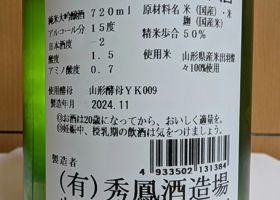 純米大吟醸酒 720ml
アルコール分 15度
日本酒度 -2
酸度 1.5
アミノ酸度 0.7
原材料名 米(国産)・米麹(国産米)
精米歩合 50%
使用米 山形県産米出羽燦々100%使用
使用酵母 山形酵母YK009
製造年月 2024.11
お酒は20歳になってから、おいしく適量を。
妊娠中、授乳期の飲酒は気をつけましょう。
製造者
4 933502 131384
(有)秀鳳酒造場